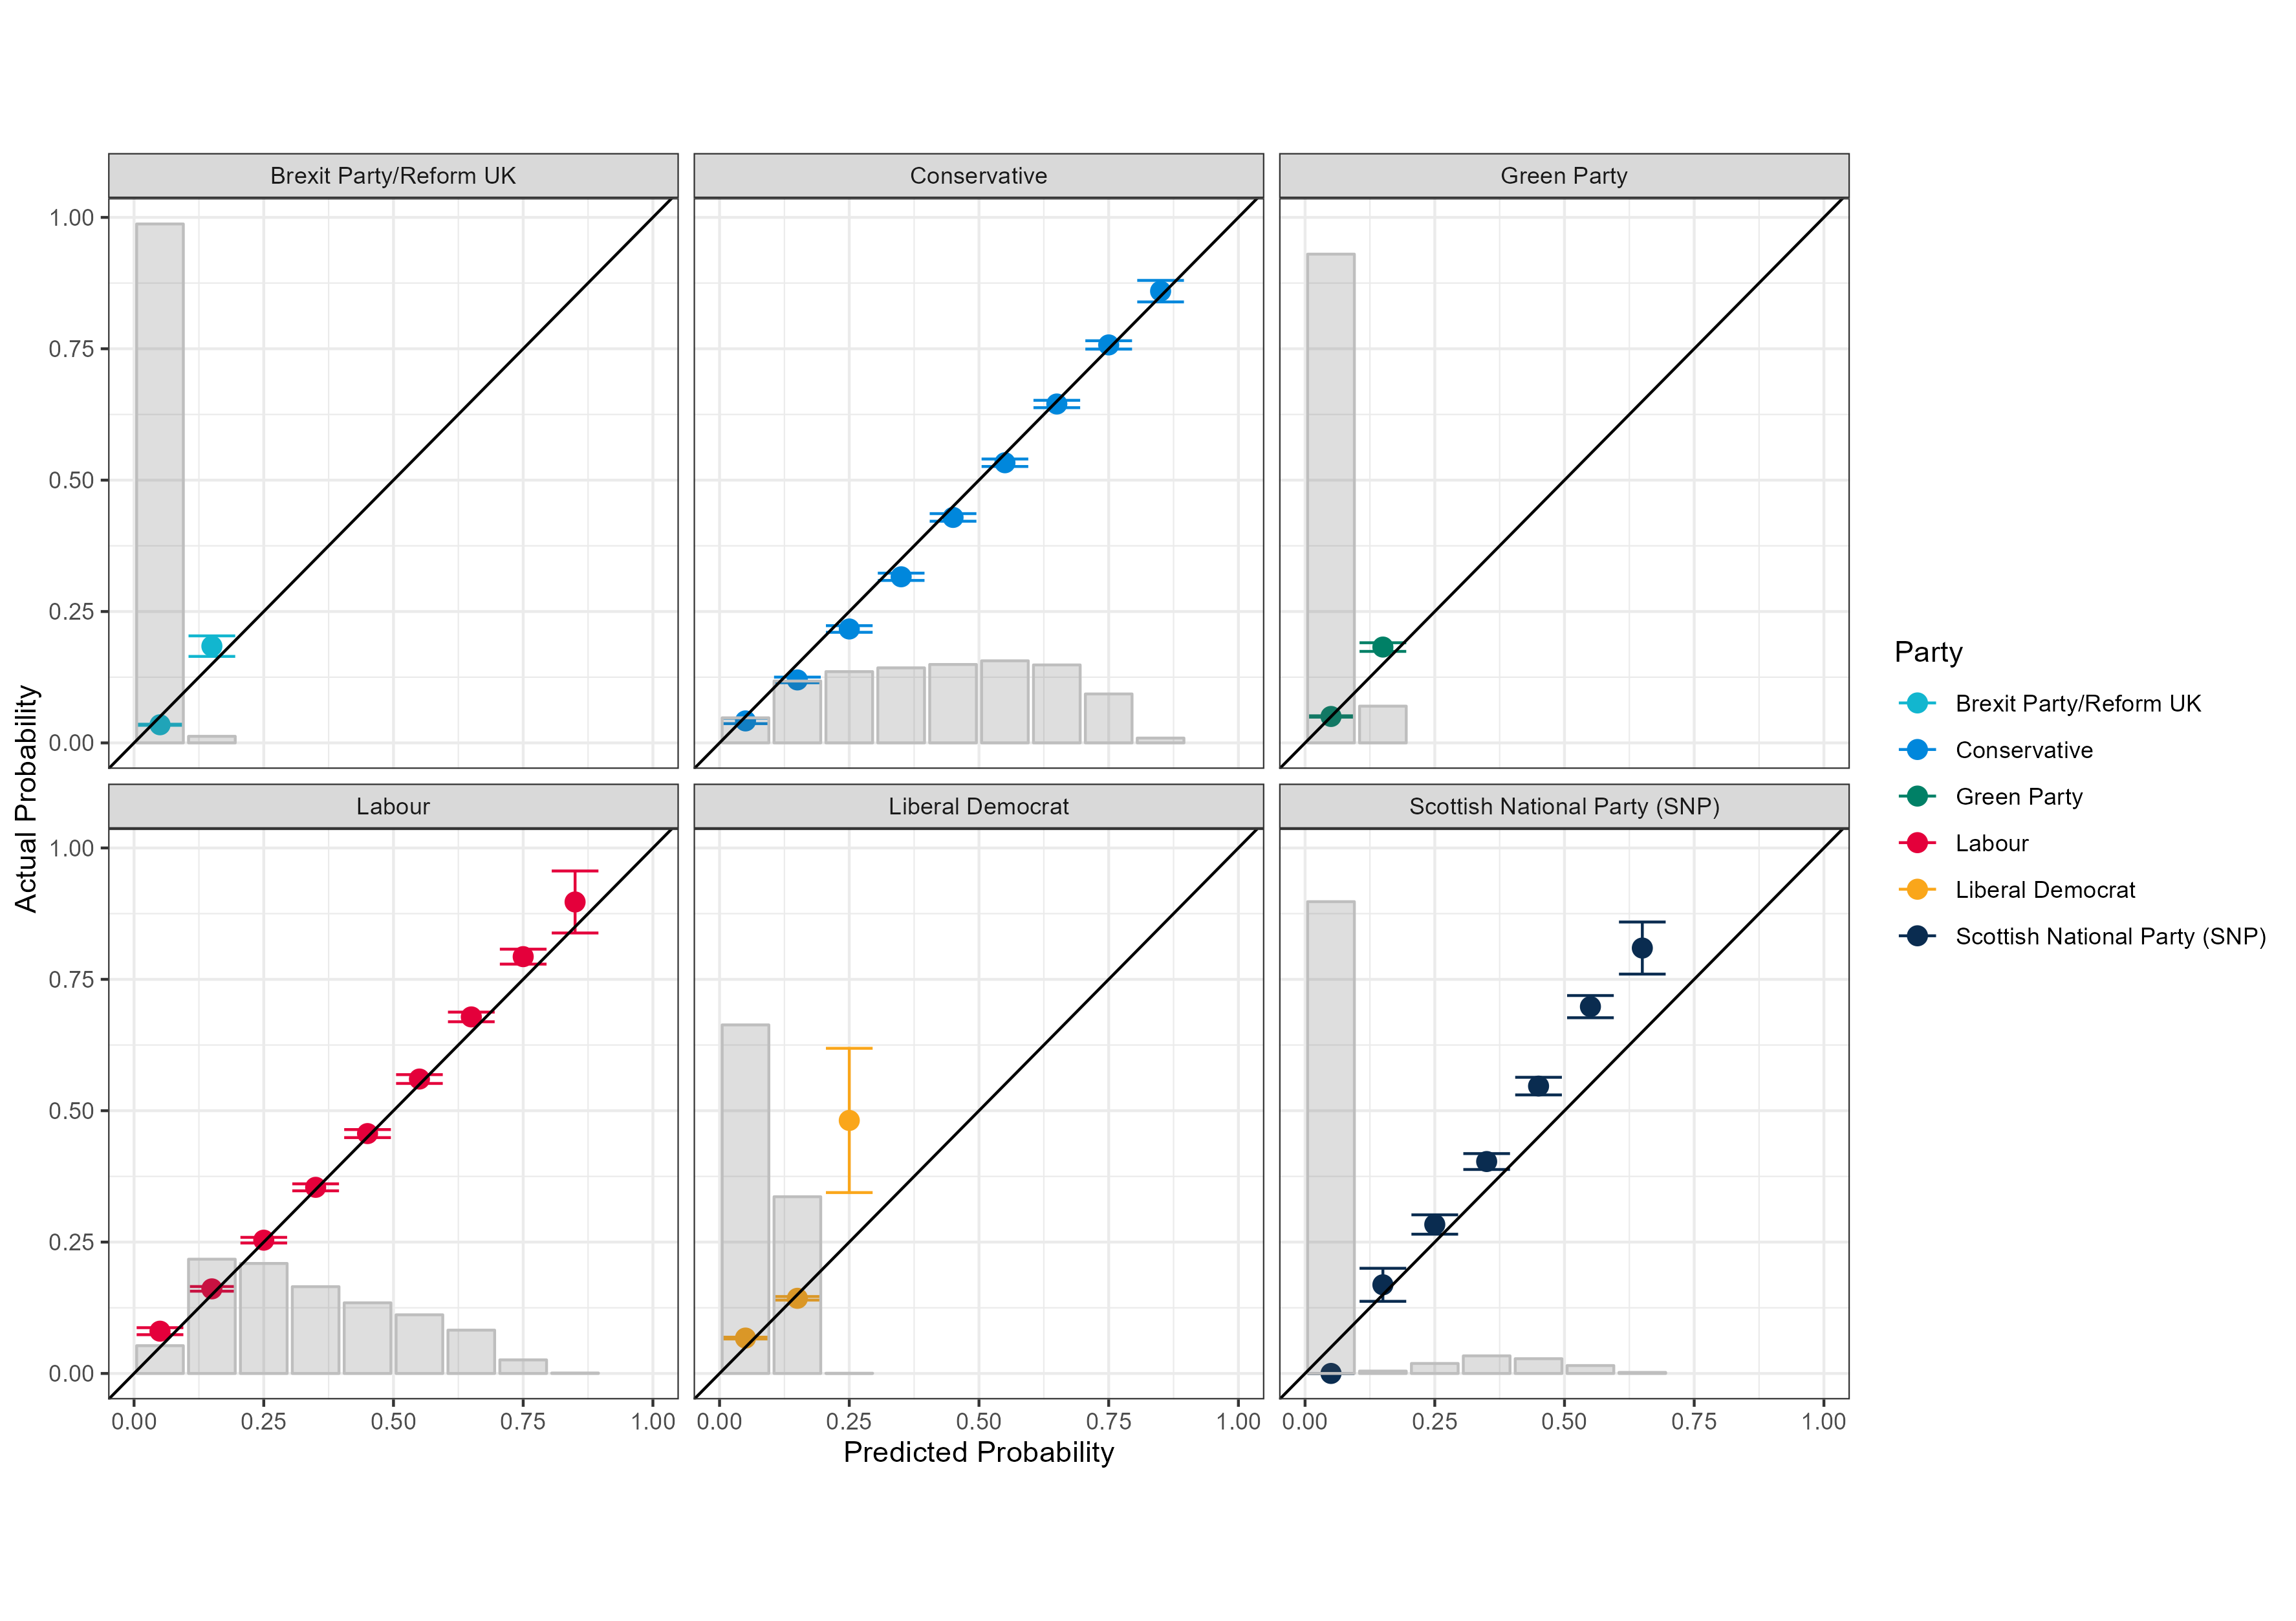 Brexit Party/Reform UK
Conservative
Green Party
1.00
0.75
0.50
0.25
0.00
Labour
Liberal Democrat
Scottish National Party (SNP)
1.00
0.75
0.50
0.25
0.00
0.00 0.25 0.50 0.75 1.00
0.00 0.25 0.50 0.75 1.00
0.00 0.25 0.50 0.75 1.00
Predicted Probability
Actual Probability
Party
Brexit Party/Reform UK
Conservative
Green Party
Labour
Liberal Democrat
Scottish National Party (SNP)